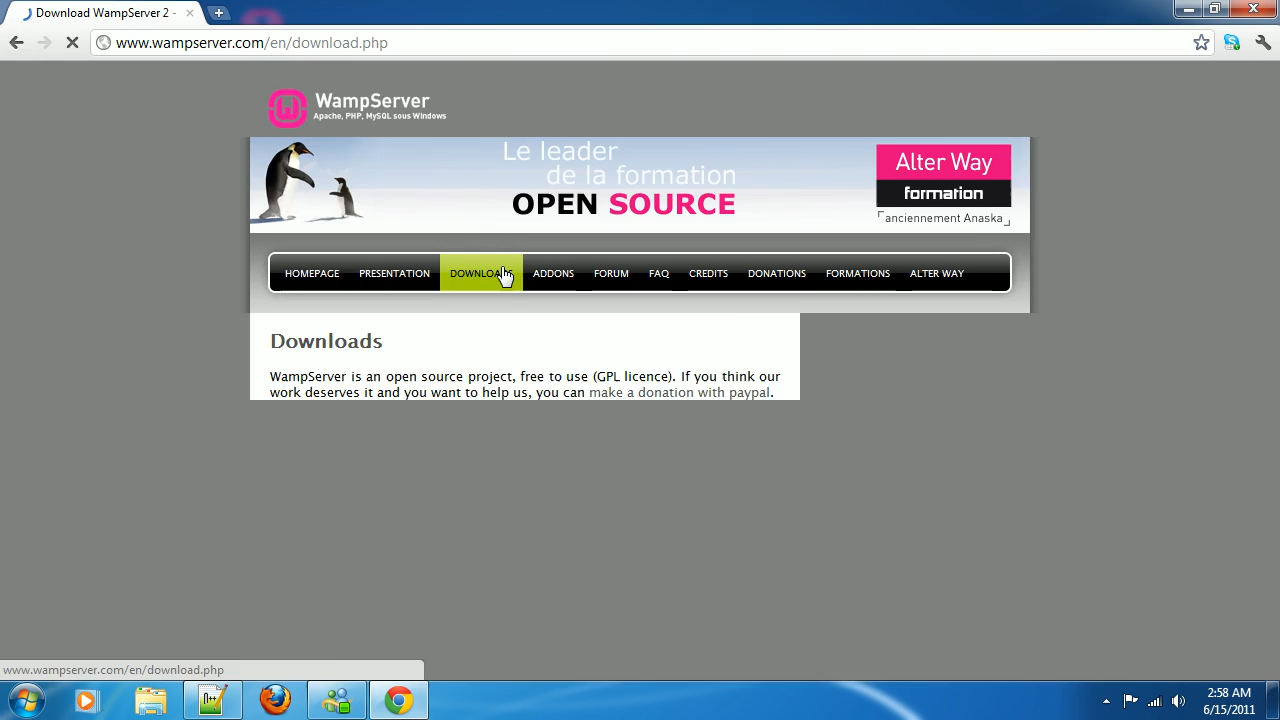 Download WampServer 2 -
www.wampserver.com/en/download.php
WampServer
Apache, PHP, MySQL sous Windows
Le leader
de la formation
OPEN SOURCE
Alter Way
formation
anciennement Anaska
HOMEPAGE PRESENTATION DOWNLOADS ADDONS FORUM FAQ CREDITS DONATIONS FORMATIONS ALTER WAY
Downloads
WampServer is an open source project, free to use (GPL licence). If you think our
work deserves it and you want to help us, you can make a donation with paypal.
www.wampserver.com/en/download.php
n++
2:58 AM
6/15/2011